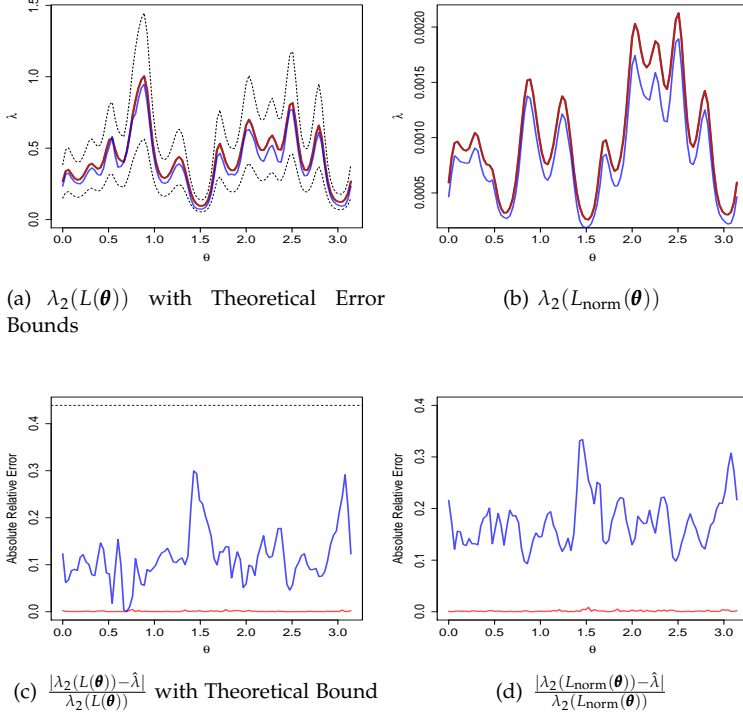 1.5
1.0
0.5
0.0
λ
0.0 0.5 1.0 1.5 2.0 2.5 3.0
θ
0.0020
0.0015
0.0010
0.0005
λ
0.0 0.5 1.0 1.5 2.0 2.5 3.0
θ
(a) λ₂(L(θ)) with Theoretical Error
Bounds
(b) λ₂(L_norm(θ))
0.4
0.3
0.2
0.1
0.0
Absolute Relative Error
0.0 0.5 1.0 1.5 2.0 2.5 3.0
θ
0.4
0.3
0.2
0.1
0.0
Absolute Relative Error
0.0 0.5 1.0 1.5 2.0 2.5 3.0
θ
(c) |λ₂(L(θ))−λ̂| / λ₂(L(θ)) with Theoretical Bound
(d) |λ₂(L_norm(θ))−λ̂| / λ₂(L_norm(θ))